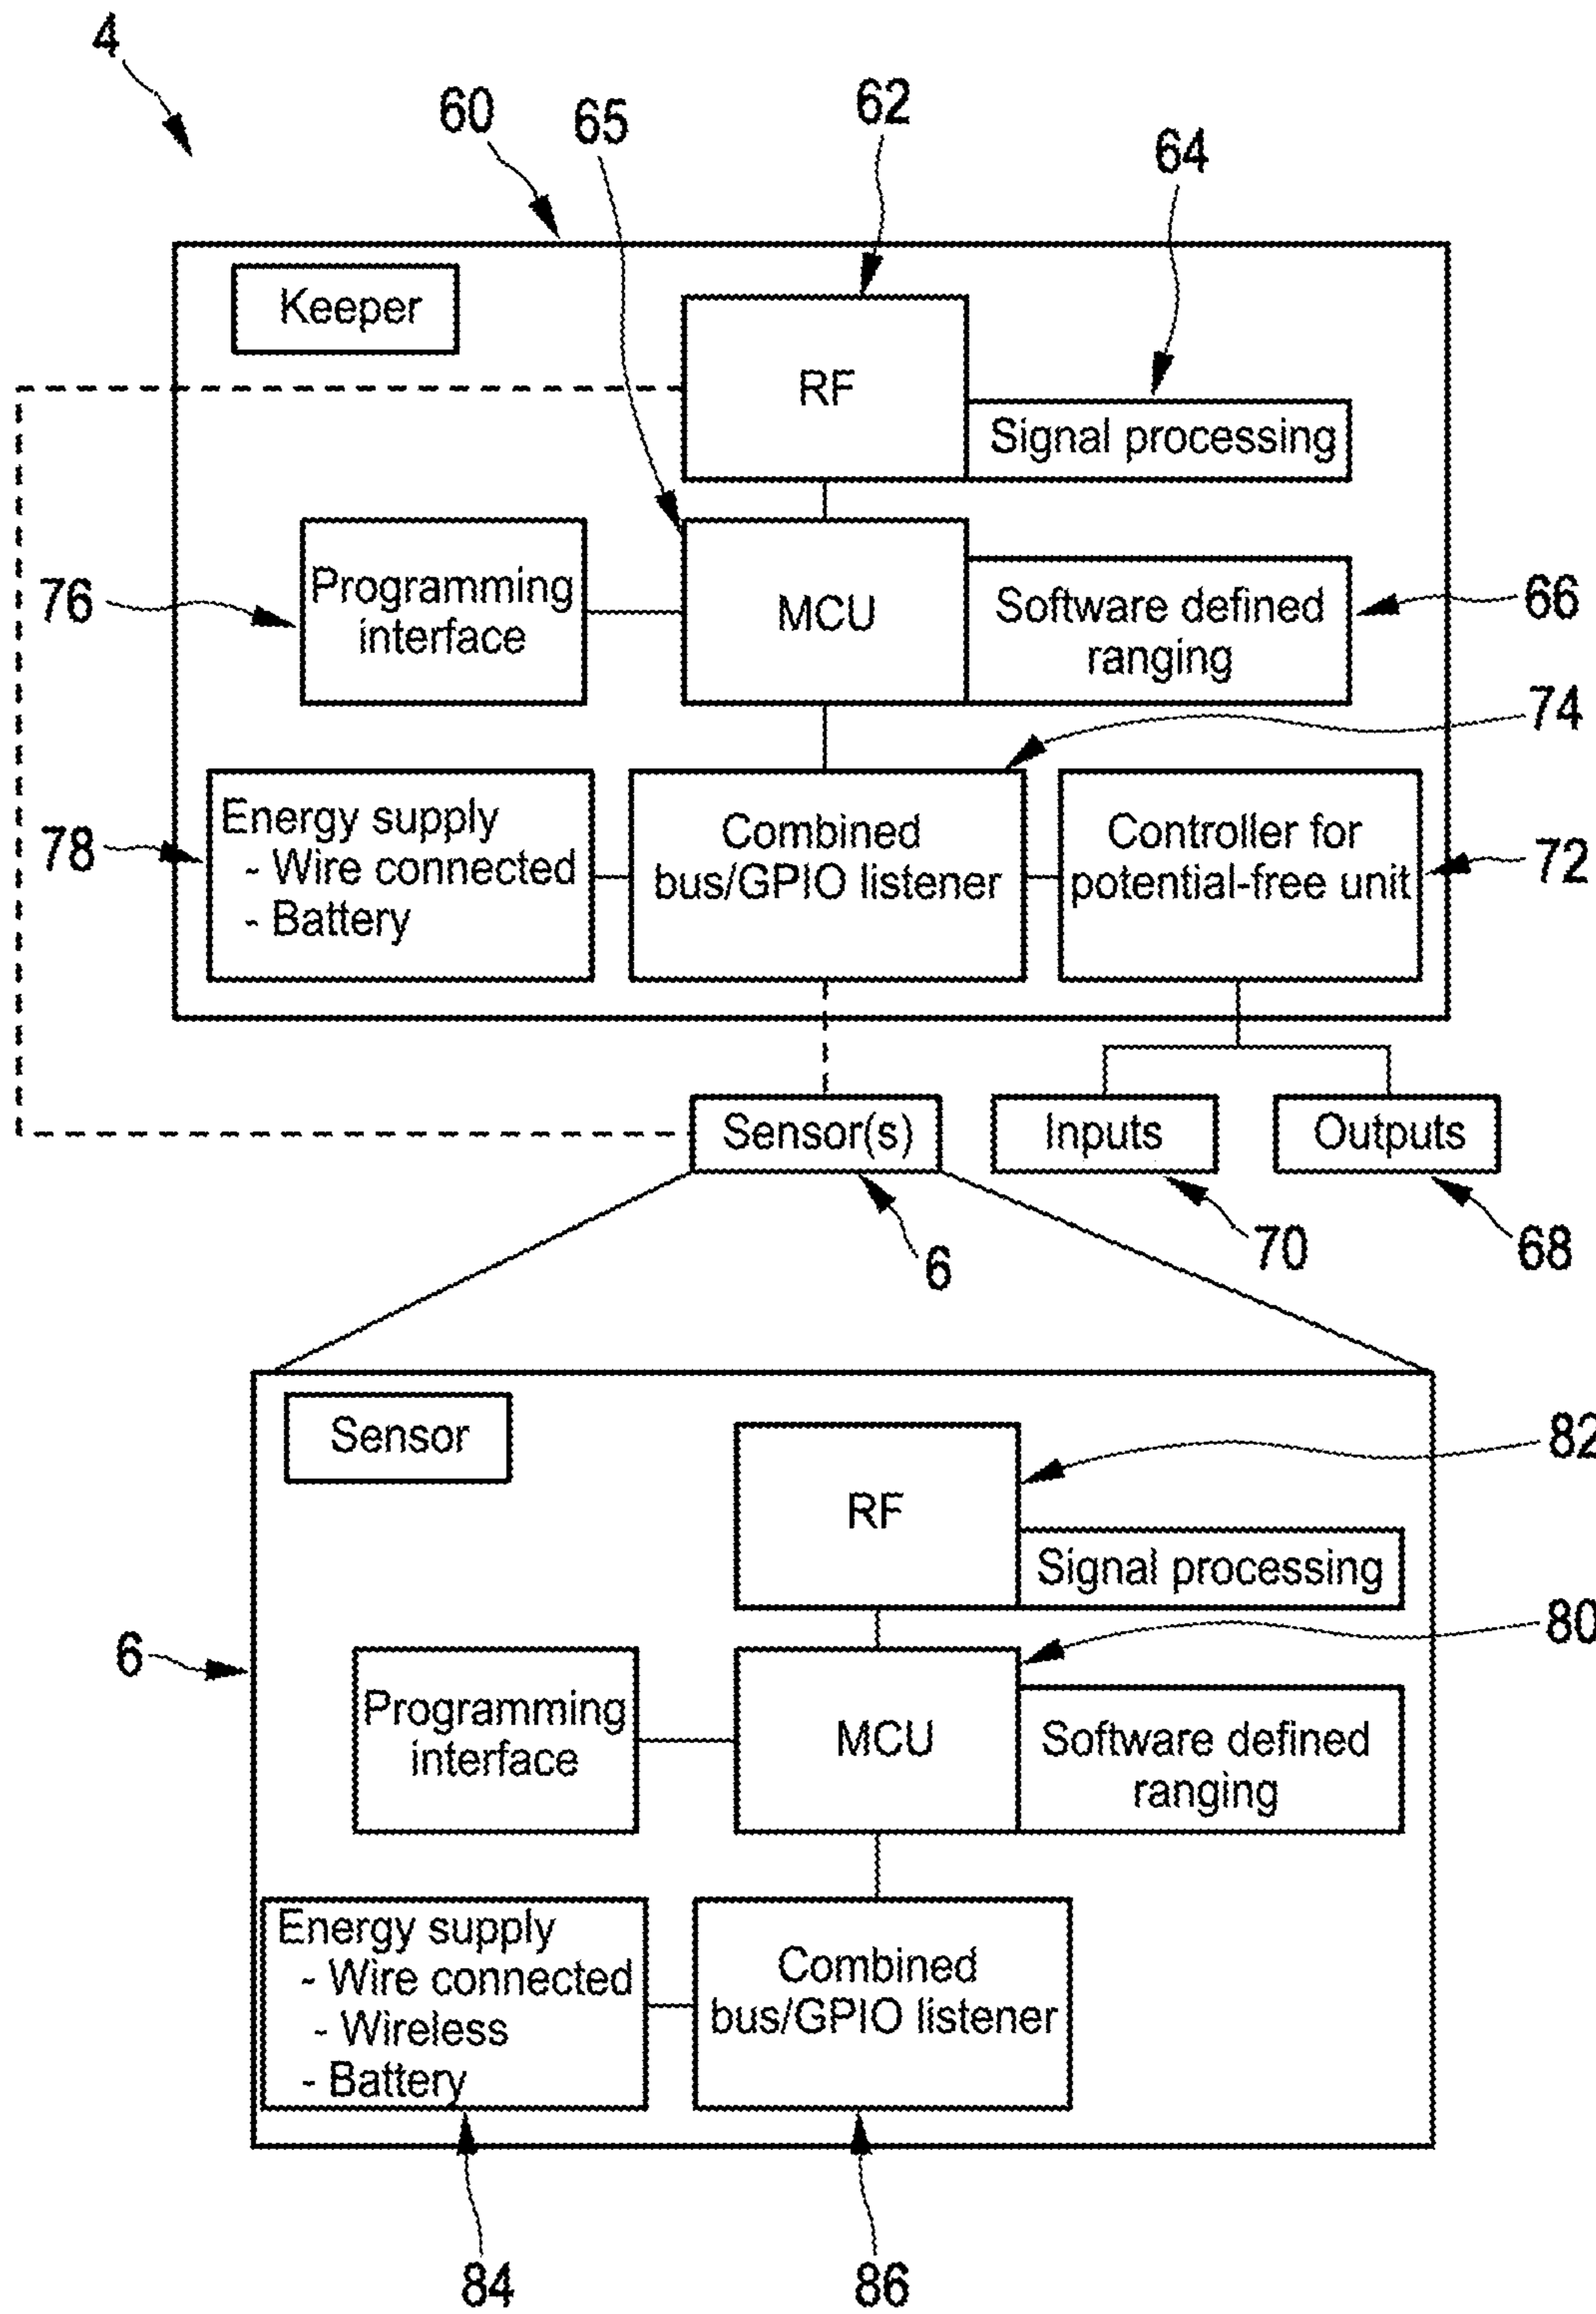 4
60
65
62
64
Keeper
RF
Signal processing
76
Programming
interface
MCU
Software defined
ranging
66
74
78
Energy supply
- Wire connected
- Battery
Combined
bus/GPIO listener
Controller for
potential-free unit
72
Sensor(s)
Inputs
Outputs
6
70
68
Sensor
RF
82
Signal processing
80
6
Programming
interface
MCU
Software defined
ranging
Energy supply
- Wire connected
- Wireless
- Battery
Combined
bus/GPIO listener
84
86